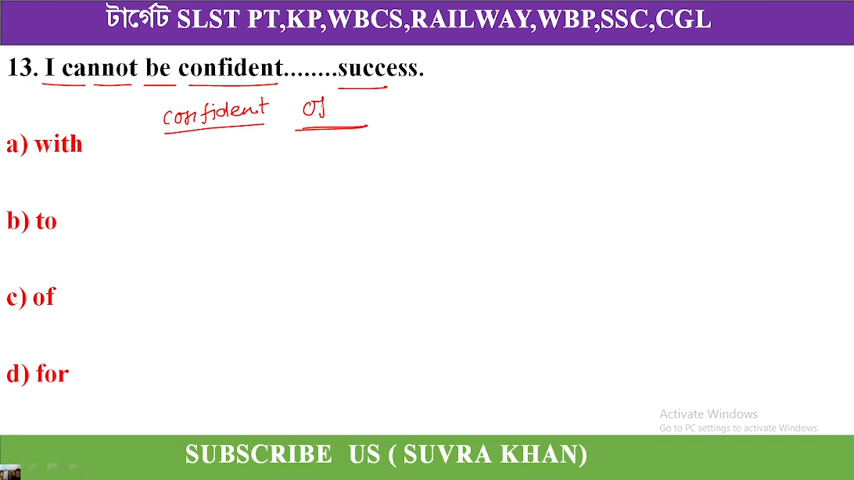 টার্গেট SLST PT,KP,WBCS,RAILWAY,WBP,SSC,CGL
13. I cannot be confident........success.
confident of
a) with
b) to
c) of
d) for
Activate Windows
Go to PC settings to activate Windows.
SUBSCRIBE US ( SUVRA KHAN)